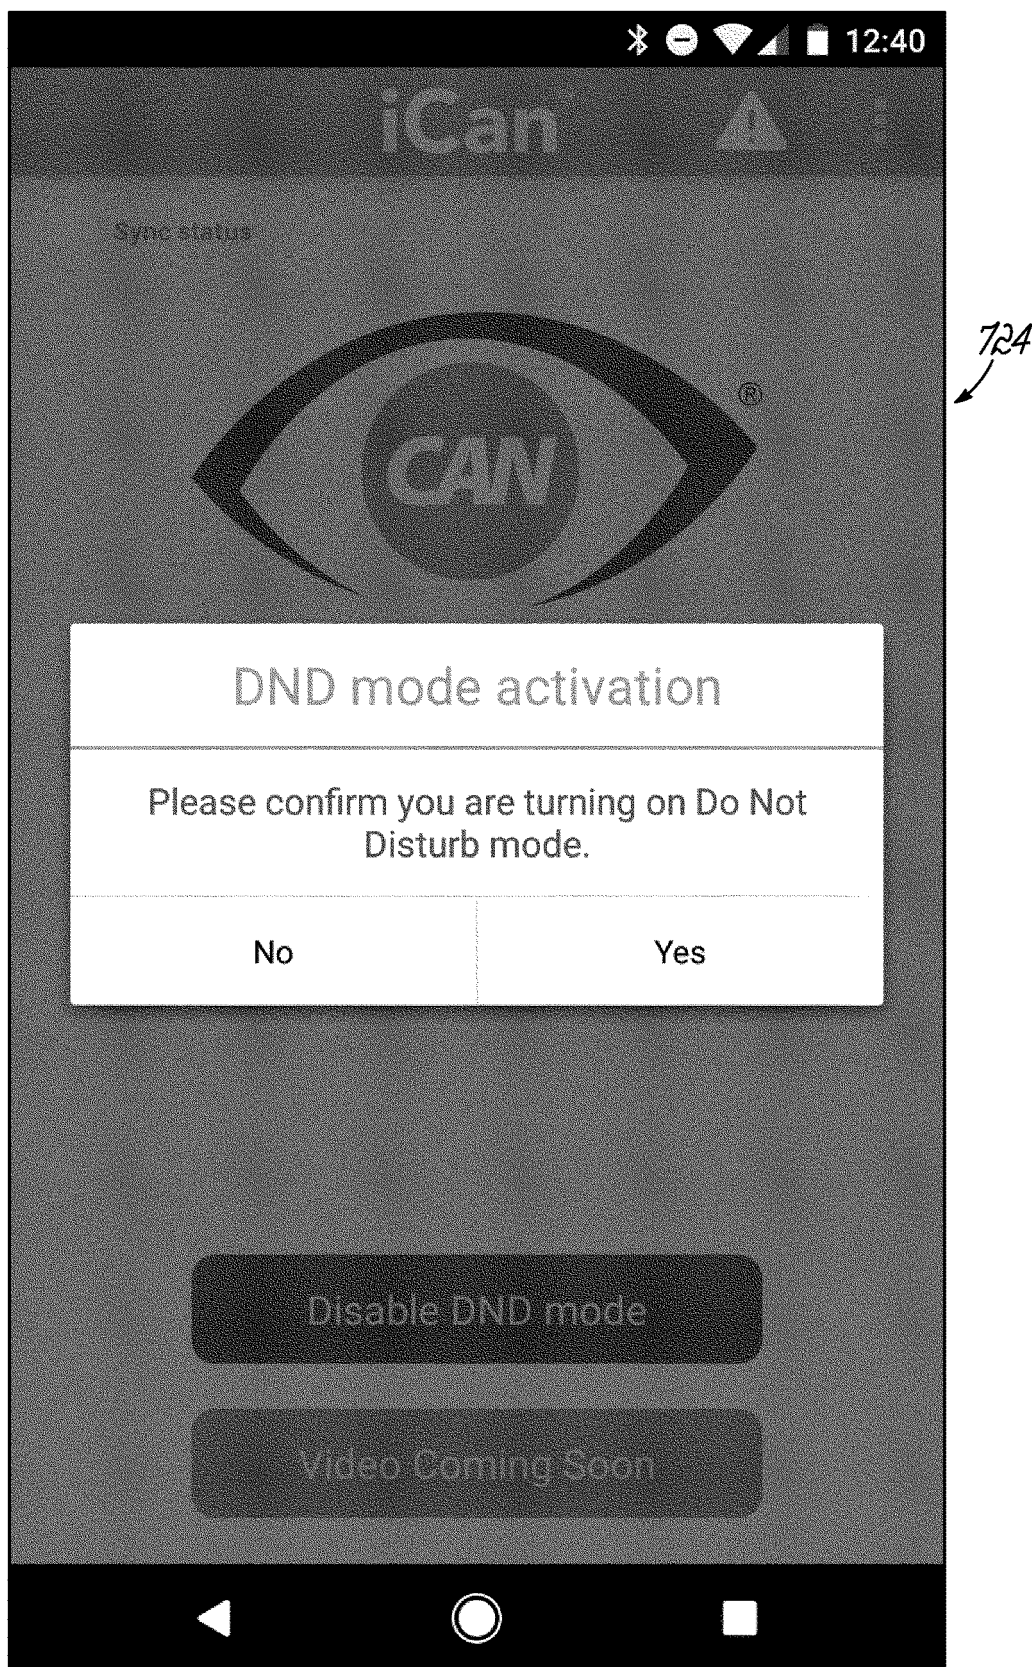 12:40
iCan
Sync status
724
®
CAN
DND mode activation
Please confirm you are turning on Do Not
Disturb mode.
No
Yes
Disable DND mode
Video Coming Soon